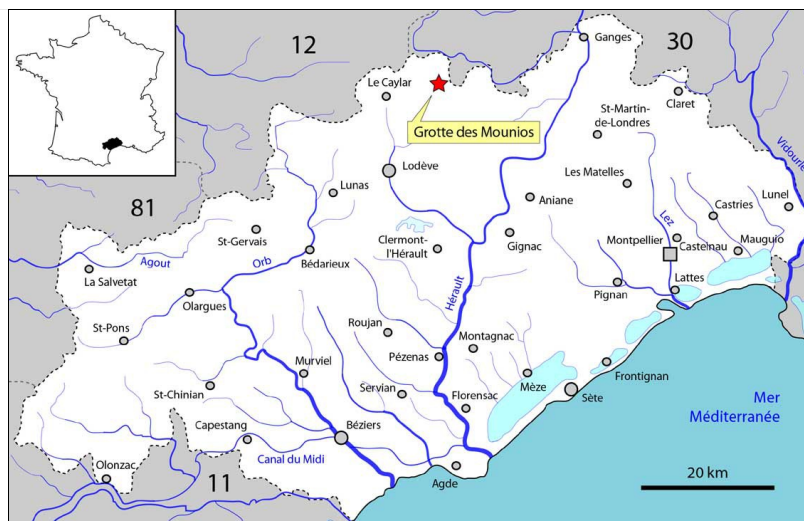 12
30
Ganges
Le Caylar
Claret
Grotte des Mounios
St-Martin-
de-Londres
Vidourle
Lodève
Lunas
Les Matelles
Aniane
Lunel
81
Castries
St-Gervais
Clermont-
l'Hérault
Gignac
Lez
Montpellier
Castelnau
Mauguio
Agout
Orb
Bédarieux
La Salvetat
Hérault
Pignan
Lattes
Olargues
St-Pons
Roujan
Montagnac
Pézenas
Murviel
Mèze
Frontignan
St-Chinian
Servian
Florensac
Sète
Mer
Méditerranée
Capestang
Béziers
Canal du Midi
Olonzac
11
Agde
20 km